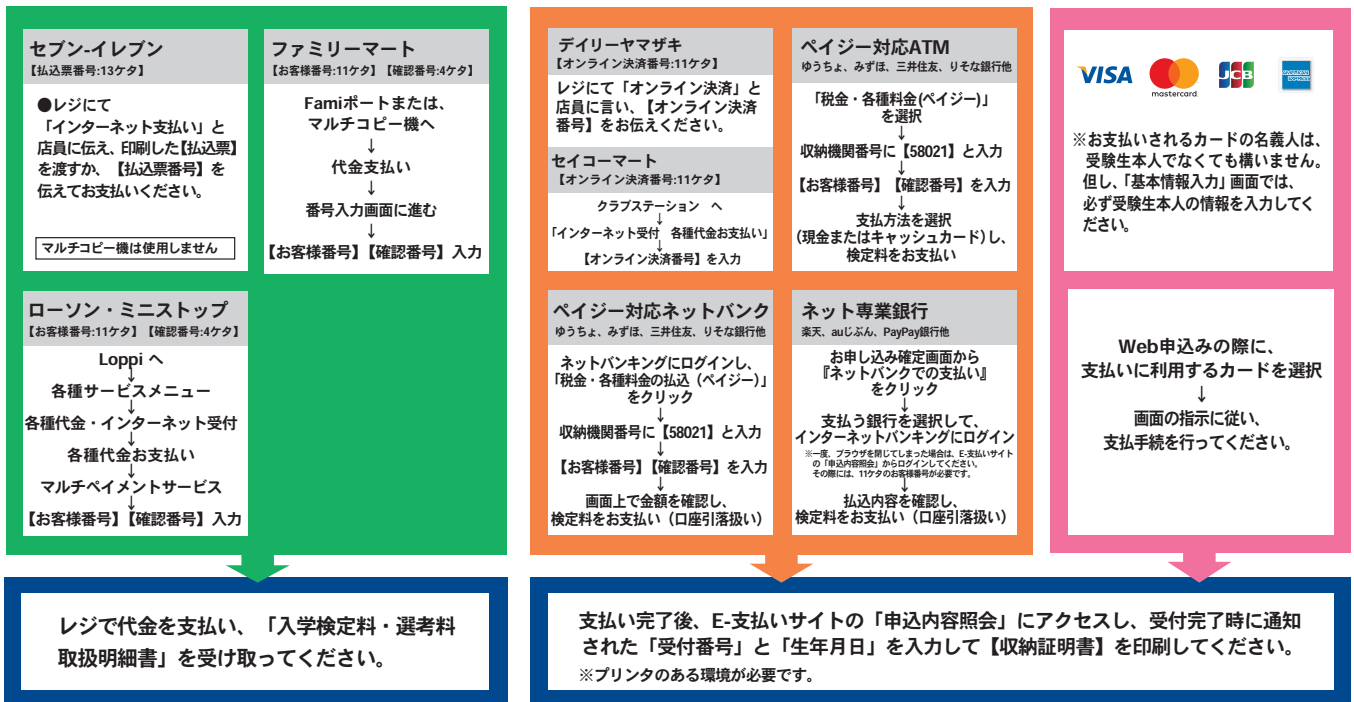 セブン-イレブン
【払込票番号:13ケタ】
●レジにて
「インターネット支払い」と
店員に伝え、印刷した【払込票】
を渡すか、【払込票番号】を
伝えてお支払いください。
マルチコピー機は使用しません
ファミリーマート
【お客様番号:11ケタ】【確認番号:4ケタ】
Famiポートまたは、
マルチコピー機へ
↓
代金支払い
↓
番号入力画面に進む
↓
【お客様番号】【確認番号】入力
ローソン・ミニストップ
【お客様番号:11ケタ】【確認番号:4ケタ】
Loppi へ
↓
各種サービスメニュー
↓
各種代金・インターネット受付
↓
各種代金お支払い
↓
マルチペイメントサービス
↓
【お客様番号】【確認番号】入力
レジで代金を支払い、「入学検定料・選考料
取扱明細書」を受け取ってください。
デイリーヤマザキ
【オンライン決済番号:11ケタ】
レジにて「オンライン決済」と
店員に言い、【オンライン決済
番号】をお伝えください。
セイコーマート
【オンライン決済番号:11ケタ】
クラブステーション へ
↓
「インターネット受付 各種代金お支払い」
↓
【オンライン決済番号】を入力
ペイジー対応ATM
ゆうちょ、みずほ、三井住友、りそな銀行他
「税金・各種料金(ペイジー)」
を選択
↓
収納機関番号に【58021】と入力
↓
【お客様番号】【確認番号】を入力
↓
支払方法を選択
(現金またはキャッシュカード)し、
検定料をお支払い
ペイジー対応ネットバンク
ゆうちょ、みずほ、三井住友、りそな銀行他
ネットバンキングにログインし、
「税金・各種料金の払込（ペイジー）」
をクリック
↓
収納機関番号に【58021】と入力
↓
【お客様番号】【確認番号】を入力
↓
画面上で金額を確認し、
検定料をお支払い（口座引落扱い）
ネット専業銀行
楽天、auじぶん、PayPay銀行他
お申し込み確定画面から
『ネットバンクでの支払い』
をクリック
↓
支払う銀行を選択して、
インターネットバンキングにログイン
※一度、ブラウザを閉じてしまった場合は、E-支払いサイト
の「申込内容照会」からログインしてください。
その際には、11ケタのお客様番号が必要です。
↓
払込内容を確認し、
検定料をお支払い（口座引落扱い）
VISA
mastercard
JCB
AMERICAN
EXPRESS
※お支払いされるカードの名義人は、
受験生本人でなくても構いません。
但し、「基本情報入力」画面では、
必ず受験生本人の情報を入力してく
ださい。
Web申込みの際に、
支払いに利用するカードを選択
↓
画面の指示に従い、
支払手続を行ってください。
支払い完了後、E-支払いサイトの「申込内容照会」にアクセスし、受付完了時に通知
された「受付番号」と「生年月日」を入力して【収納証明書】を印刷してください。
※プリンタのある環境が必要です。